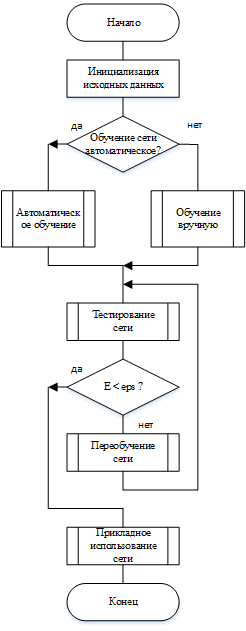 Начало
Инициализация
исходных данных
да
нет
Обучение сети
автоматическое?
Автоматическ
ое обучение
Обучение
вручную
Тестирование
сети
да
E < eps ?
нет
Переобучение
сети
Прикладное
использование
сети
Конец